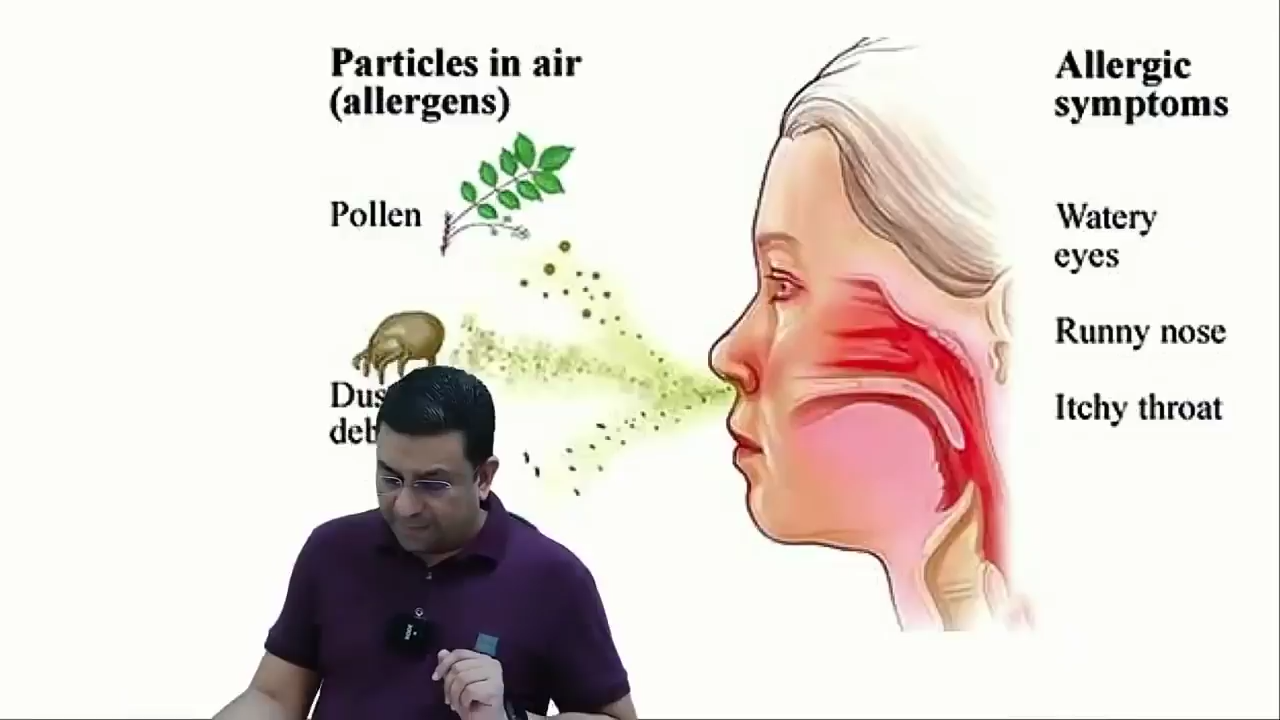 Particles in air
(allergens)
Pollen
Allergic
symptoms
Watery
eyes
Runny nose
Itchy throat